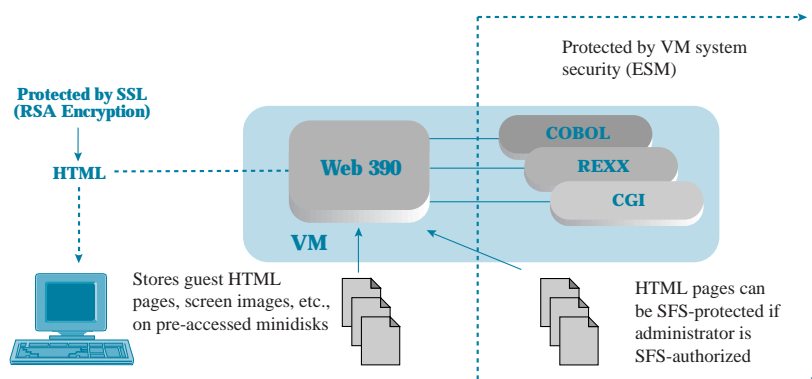 Protected by VM system
security (ESM)
Protected by SSL
(RSA Encryption)
HTML
Web 390
COBOL
REXX
CGI
VM
Stores guest HTML
pages, screen images, etc.,
on pre-accessed minidisks
HTML pages can
be SFS-protected if
administrator is
SFS-authorized